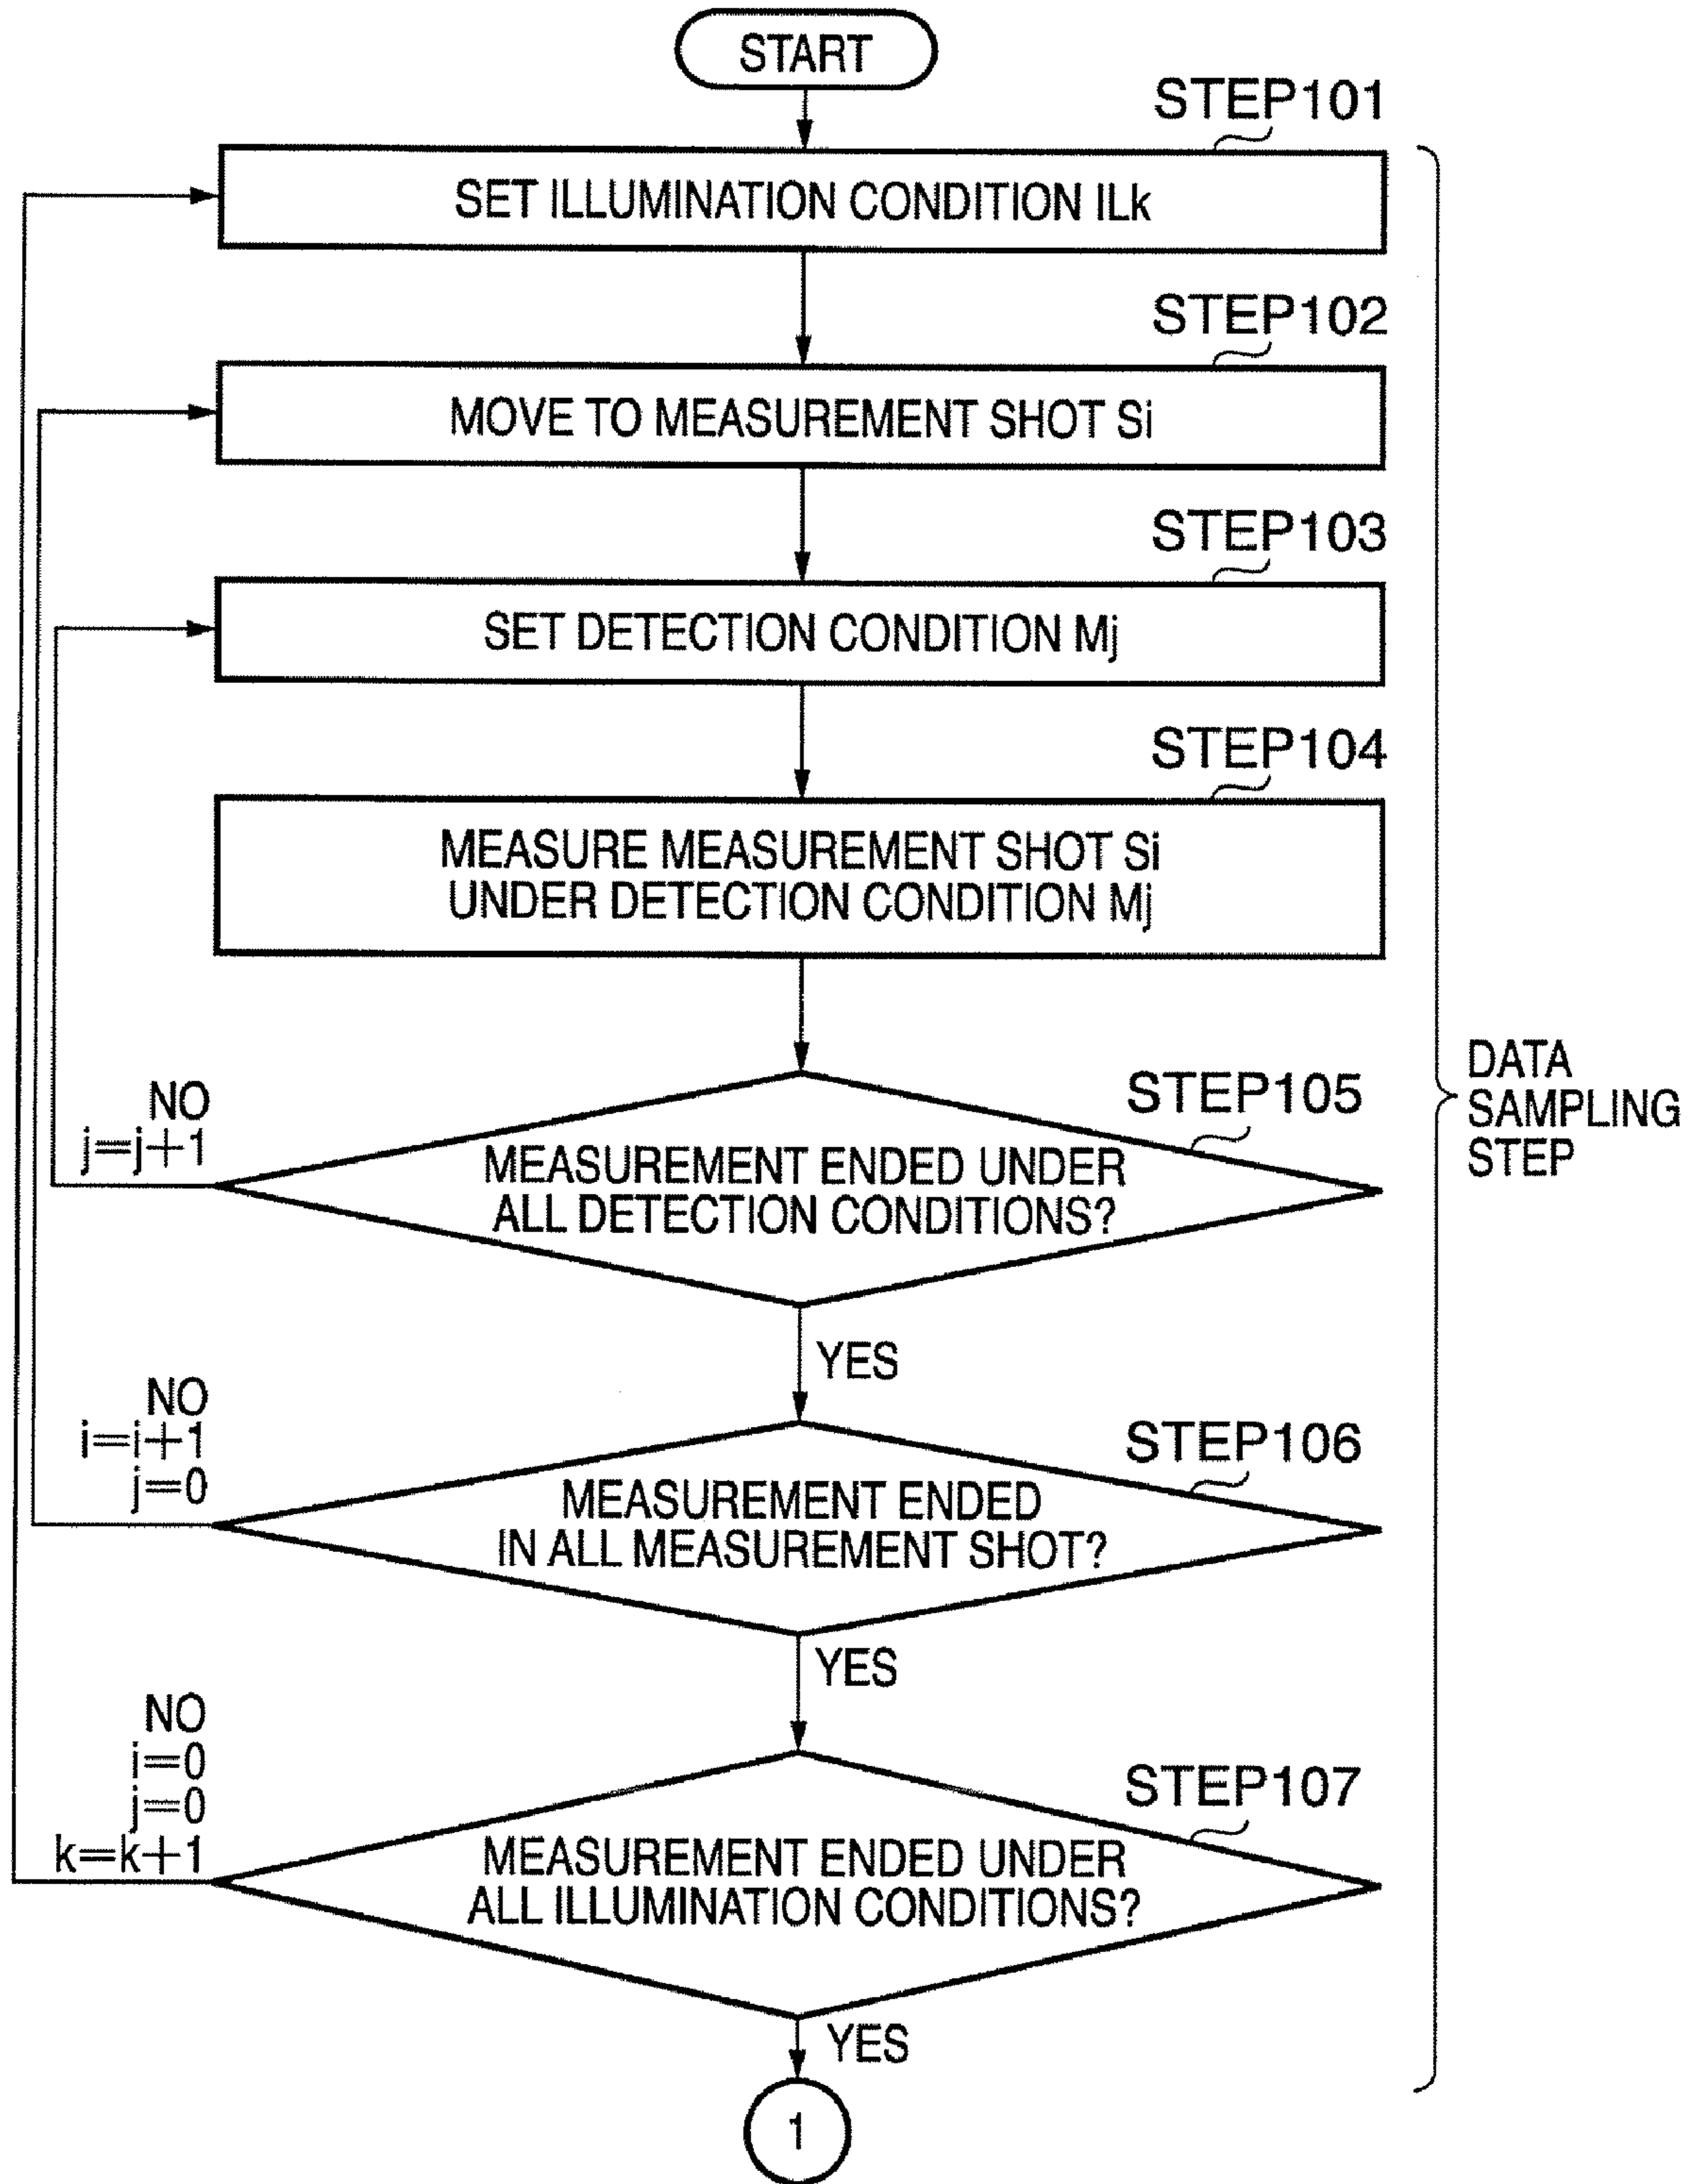 START
STEP101
SET ILLUMINATION CONDITION ILk
STEP102
MOVE TO MEASUREMENT SHOT Si
STEP103
SET DETECTION CONDITION Mj
STEP104
MEASURE MEASUREMENT SHOT Si
UNDER DETECTION CONDITION Mj
STEP105
MEASUREMENT ENDED UNDER
ALL DETECTION CONDITIONS?
NO
j=j+1
YES
STEP106
MEASUREMENT ENDED
IN ALL MEASUREMENT SHOT?
NO
i=i+1
j=0
YES
STEP107
MEASUREMENT ENDED UNDER
ALL ILLUMINATION CONDITIONS?
NO
i=0
j=0
k=k+1
YES
1
DATA
SAMPLING
STEP